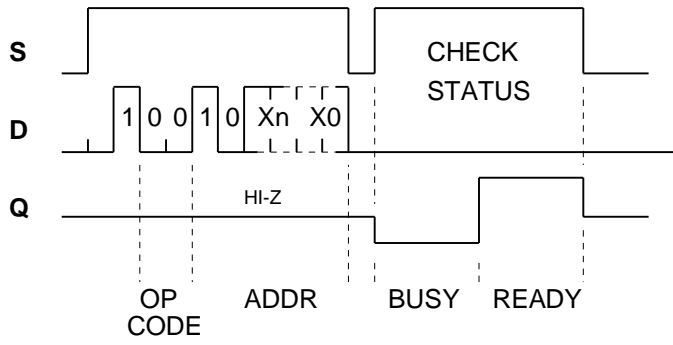 S
CHECK
STATUS
D
1 0 0 1 0 Xn X0
Q
HI-Z
OP
CODE
ADDR
BUSY
READY